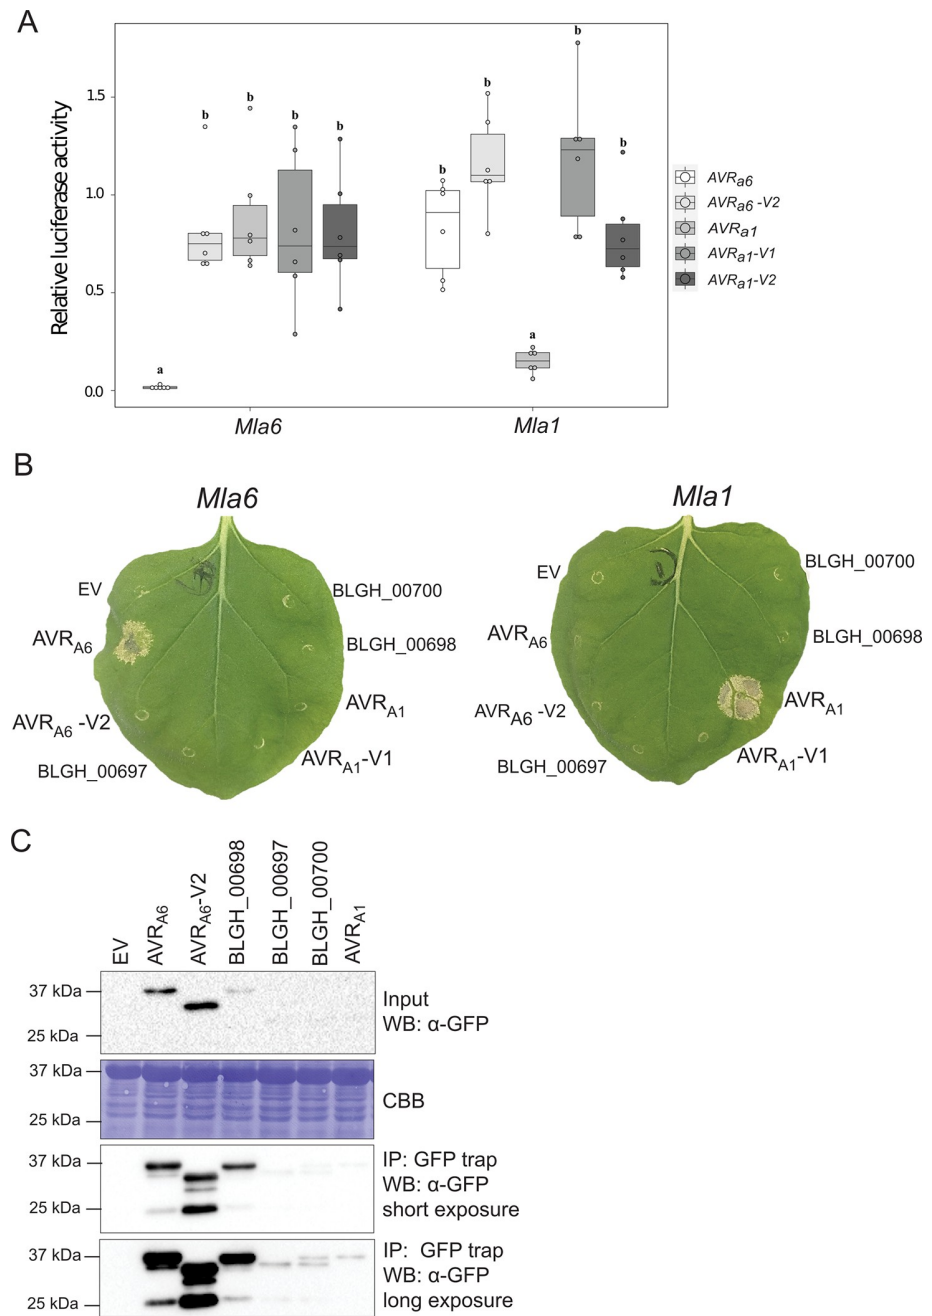 A
Relative luciferase activity
1.5
1.0
0.5
0.0
b
b
b
b
a
b
b
b
b
a
Mla6
Mla1
AVRa6
AVRa6-V2
AVRa1
AVRa1-V1
AVRa1-V2
B
Mla6
EV
AVRA6
AVRA6 -V2
BLGH_00697
BLGH_00700
BLGH_00698
AVRA1
AVRA1-V1
Mla1
EV
AVRA6
AVRA6 -V2
BLGH_00697
BLGH_00700
BLGH_00698
AVRA1
AVRA1-V1
C
EV
AVRA6
AVRA6-V2
BLGH_00698
BLGH_00697
BLGH_00700
AVRA1
37 kDa
25 kDa
Input
WB: α-GFP
37 kDa
25 kDa
CBB
37 kDa
25 kDa
IP: GFP trap
WB: α-GFP
short exposure
37 kDa
25 kDa
IP: GFP trap
WB: α-GFP
long exposure